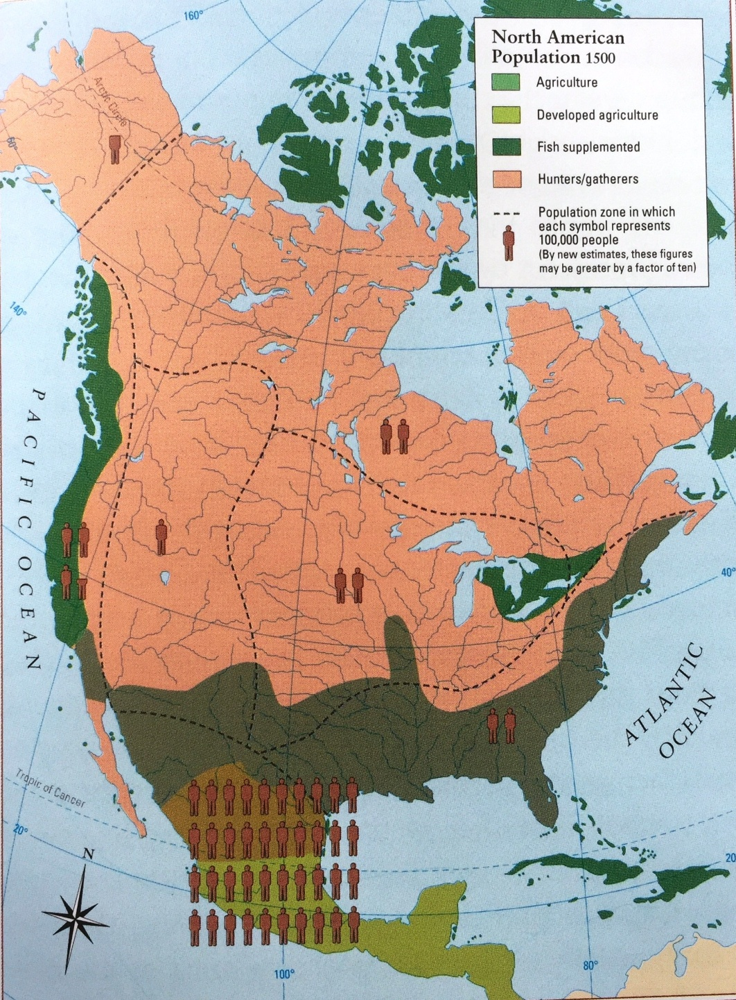 160°
North American
Population 1500
Agriculture
Developed agriculture
Fish supplemented
Hunters/gatherers
Population zone in which
each symbol represents
100,000 people
(By new estimates, these figures
may be greater by a factor of ten)
Arctic Circle
60°
140°
PACIFIC OCEAN
40°
ATLANTIC
OCEAN
Tropic of Cancer
20°
N
20
100°
80°